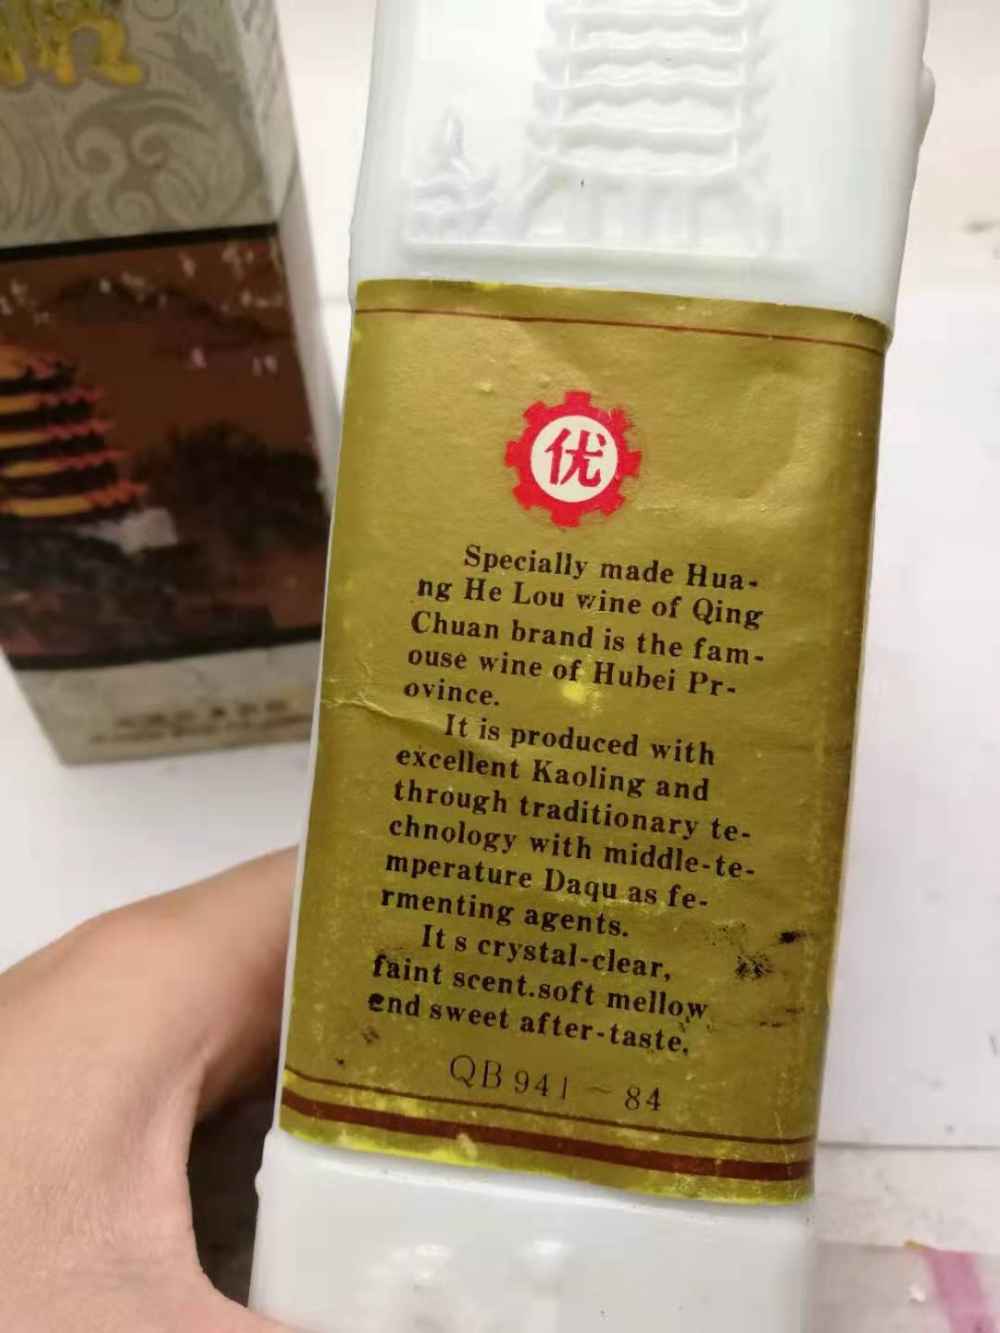 优
Specially made Hua-
ng He Lou wine of Qing
Chuan brand is the fam-
ouse wine of Hubei Pr-
ovince.
It is produced with
excellent Kaoling and
through traditionary te-
chnology with middle-te-
mperature Daqu as fe-
rmenting agents.
It s crystal-clear,
faint scent.soft mellow
end sweet after-taste.
QB 941-84